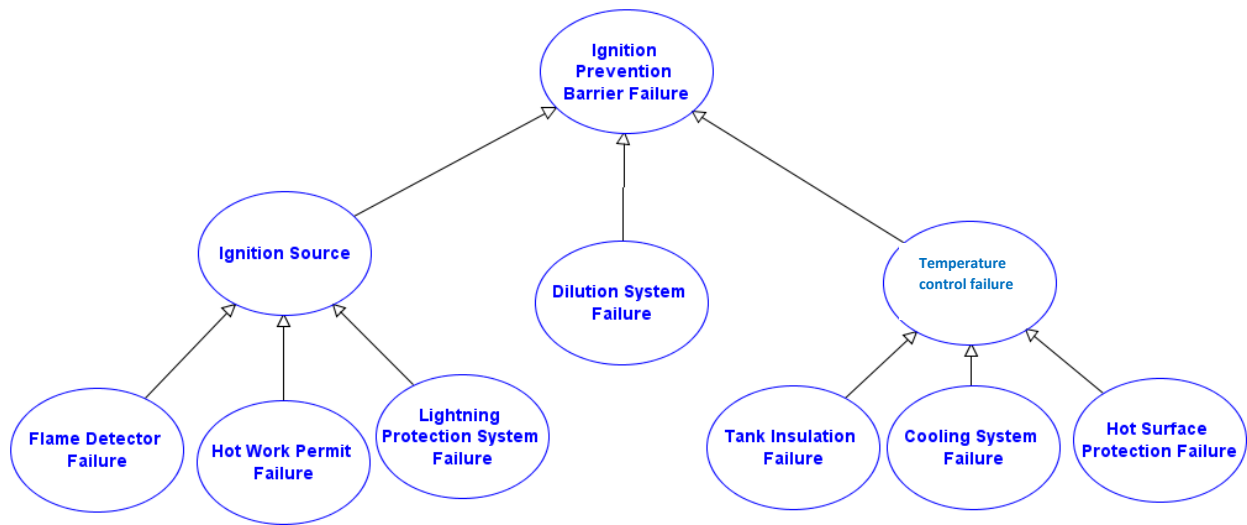 Ignition
Prevention
Barrier Failure
Ignition Source
Dilution System
Failure
Temperature
control failure
Flame Detector
Failure
Hot Work Permit
Failure
Lightning
Protection System
Failure
Tank Insulation
Failure
Cooling System
Failure
Hot Surface
Protection Failure